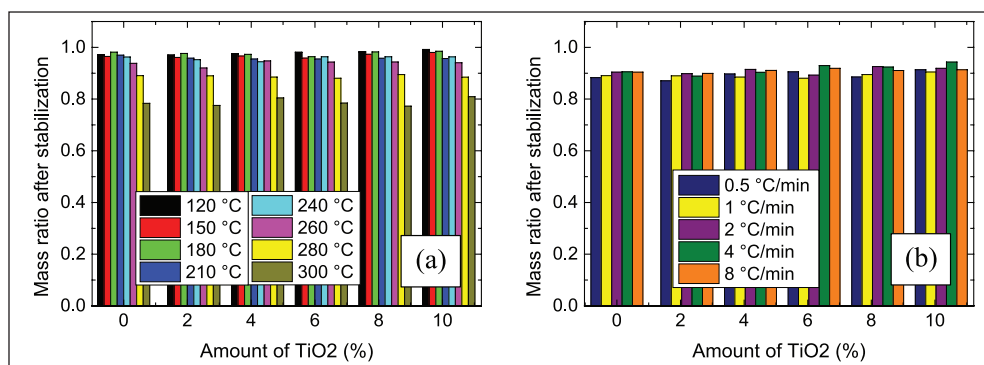 Mass ratio after stabilization
1.0
0.8
0.6
0.4
0.2
0.0
120 °C
150 °C
180 °C
210 °C
240 °C
260 °C
280 °C
300 °C
(a)
0 2 4 6 8 10
Amount of TiO2 (%)
Mass ratio after stabilization
1.0
0.8
0.6
0.4
0.2
0.0
0.5 °C/min
1 °C/min
2 °C/min
4 °C/min
8 °C/min
(b)
0 2 4 6 8 10
Amount of TiO2 (%)